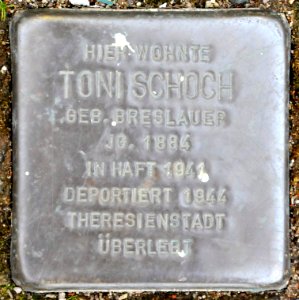 HIER WOHNTE
TONI SCHOCH
GEB. BRESLAUER
JG. 1884
IN HAFT 1941
DEPORTIERT 1944
THERESIENSTADT
ÜBERLEBT